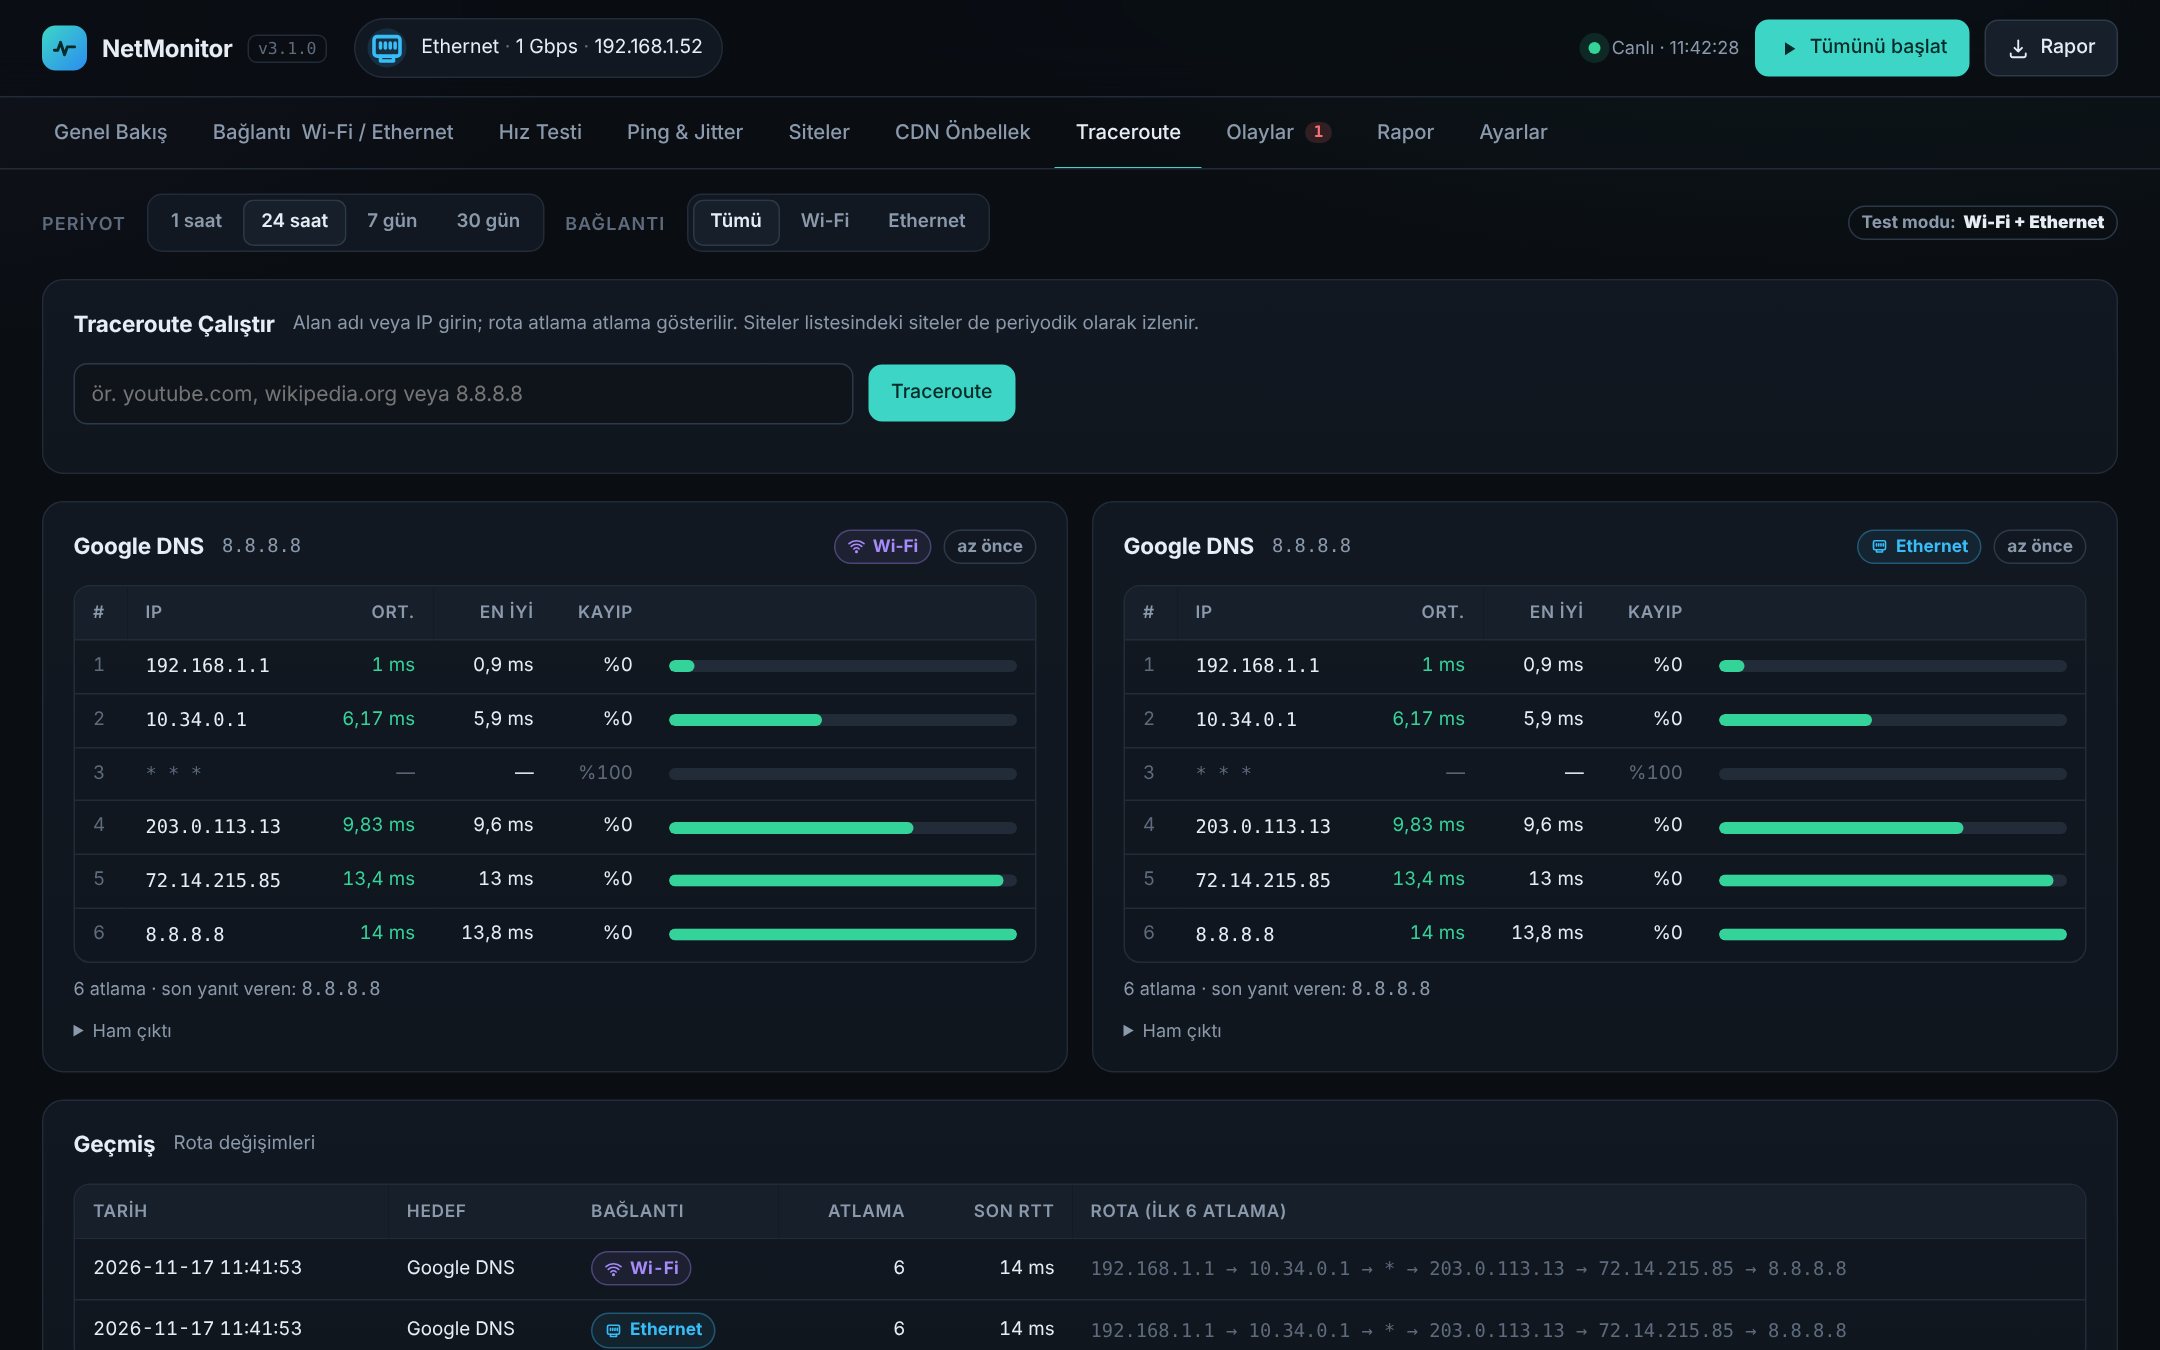 NetMonitor v3.1.0 Ethernet · 1 Gbps · 192.168.1.52 Canlı · 11:42:28 Tümünü başlat Rapor
Genel Bakış Bağlantı Wi-Fi / Ethernet Hız Testi Ping & Jitter Siteler CDN Önbellek Traceroute Olaylar 1 Rapor Ayarlar
PERİYOT 1 saat 24 saat 7 gün 30 gün BAĞLANTI Tümü Wi-Fi Ethernet Test modu: Wi-Fi + Ethernet
Traceroute Çalıştır Alan adı veya IP girin; rota atlama atlama gösterilir. Siteler listesindeki siteler de periyodik olarak izlenir.
ör. youtube.com, wikipedia.org veya 8.8.8.8 Traceroute
Google DNS 8.8.8.8 Wi-Fi az önce
# IP ORT. EN İYİ KAYIP
1 192.168.1.1 1 ms 0,9 ms %0
2 10.34.0.1 6,17 ms 5,9 ms %0
3 * * * — — %100
4 203.0.113.13 9,83 ms 9,6 ms %0
5 72.14.215.85 13,4 ms 13 ms %0
6 8.8.8.8 14 ms 13,8 ms %0
6 atlama · son yanıt veren: 8.8.8.8
▶ Ham çıktı
Google DNS 8.8.8.8 Ethernet az önce
# IP ORT. EN İYİ KAYIP
1 192.168.1.1 1 ms 0,9 ms %0
2 10.34.0.1 6,17 ms 5,9 ms %0
3 * * * — — %100
4 203.0.113.13 9,83 ms 9,6 ms %0
5 72.14.215.85 13,4 ms 13 ms %0
6 8.8.8.8 14 ms 13,8 ms %0
6 atlama · son yanıt veren: 8.8.8.8
▶ Ham çıktı
Geçmiş Rota değişimleri
TARİH HEDEF BAĞLANTI ATLAMA SON RTT ROTA (İLK 6 ATLAMA)
2026-11-17 11:41:53 Google DNS Wi-Fi 6 14 ms 192.168.1.1 → 10.34.0.1 → * → 203.0.113.13 → 72.14.215.85 → 8.8.8.8
2026-11-17 11:41:53 Google DNS Ethernet 6 14 ms 192.168.1.1 → 10.34.0.1 → * → 203.0.113.13 → 72.14.215.85 → 8.8.8.8